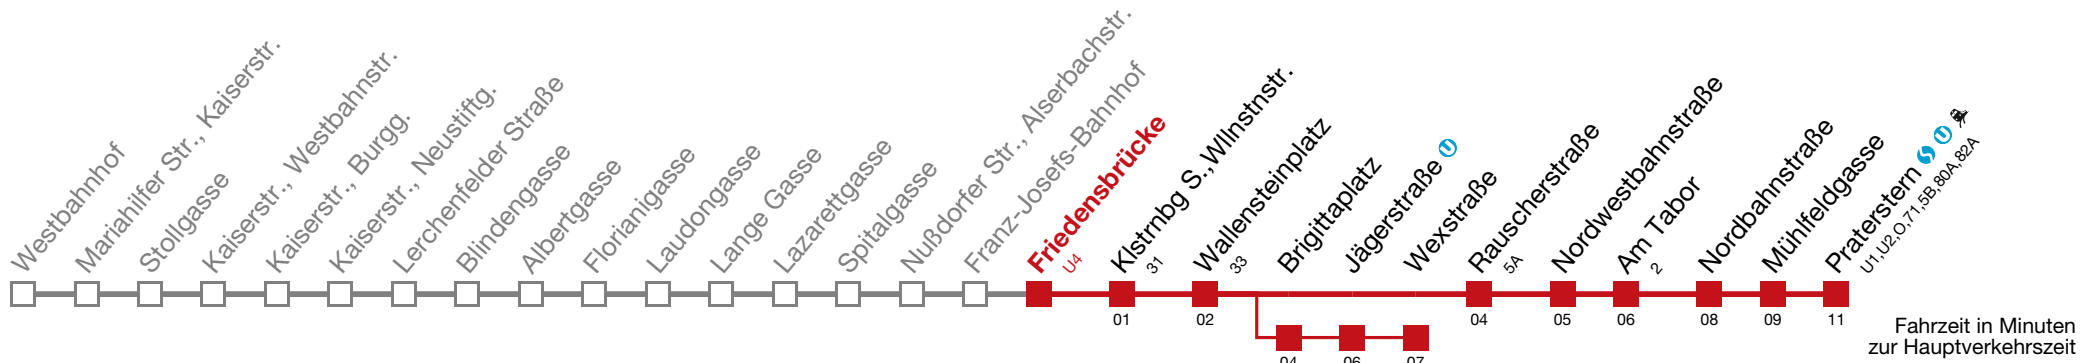 Westbahnhof
Mariahilfer Str., Kaiserstr.
Stollgasse
Kaiserstr., Westbahnstr.
Kaiserstr., Burgg.
Kaiserstr., Neustiftg.
Lerchenfelder Straße
Blindengasse
Albertgasse
Florianigasse
Laudongasse
Lange Gasse
Lazarettgasse
Spitalgasse
Nußdorfer Str., Alserbachstr.
Franz-Josefs-Bahnhof
Friedensbrücke
U4
Klstrnbg S., Wllnstnstr.
31
Wallensteinplatz
33
Brigittaplatz
Jägerstraße U
Wexstraße
Rauscherstraße
5A
Nordwestbahnstraße
Am Tabor
2
Nordbahnstraße
Mühlfeldgasse
Praterstern S U
U1,U2,O,71,5B,80A,82A
01 02 04 05 06 08 09 11
04 06 07
Fahrzeit in Minuten
zur Hauptverkehrszeit